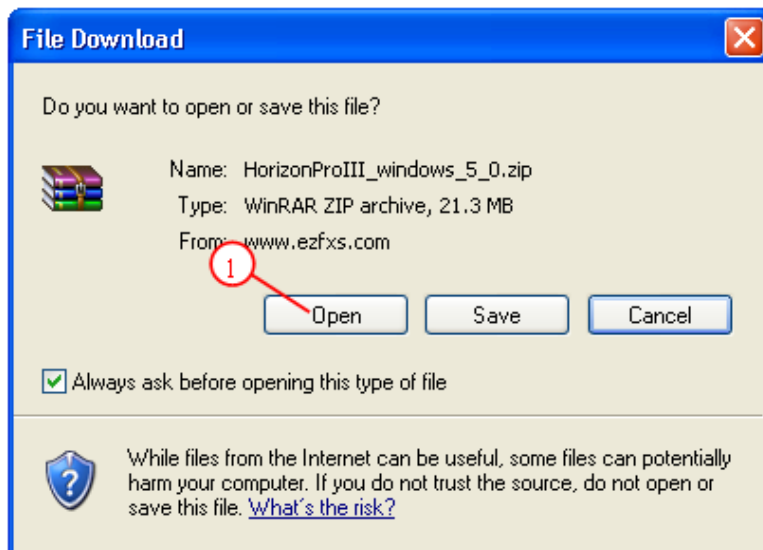 File Download
Do you want to open or save this file?
Name: HorizonProIII_windows_5_0.zip
Type: WinRAR ZIP archive, 21.3 MB
From: www.ezfxs.com
1
Open Save Cancel
Always ask before opening this type of file
While files from the Internet can be useful, some files can potentially
harm your computer. If you do not trust the source, do not open or
save this file. What's the risk?